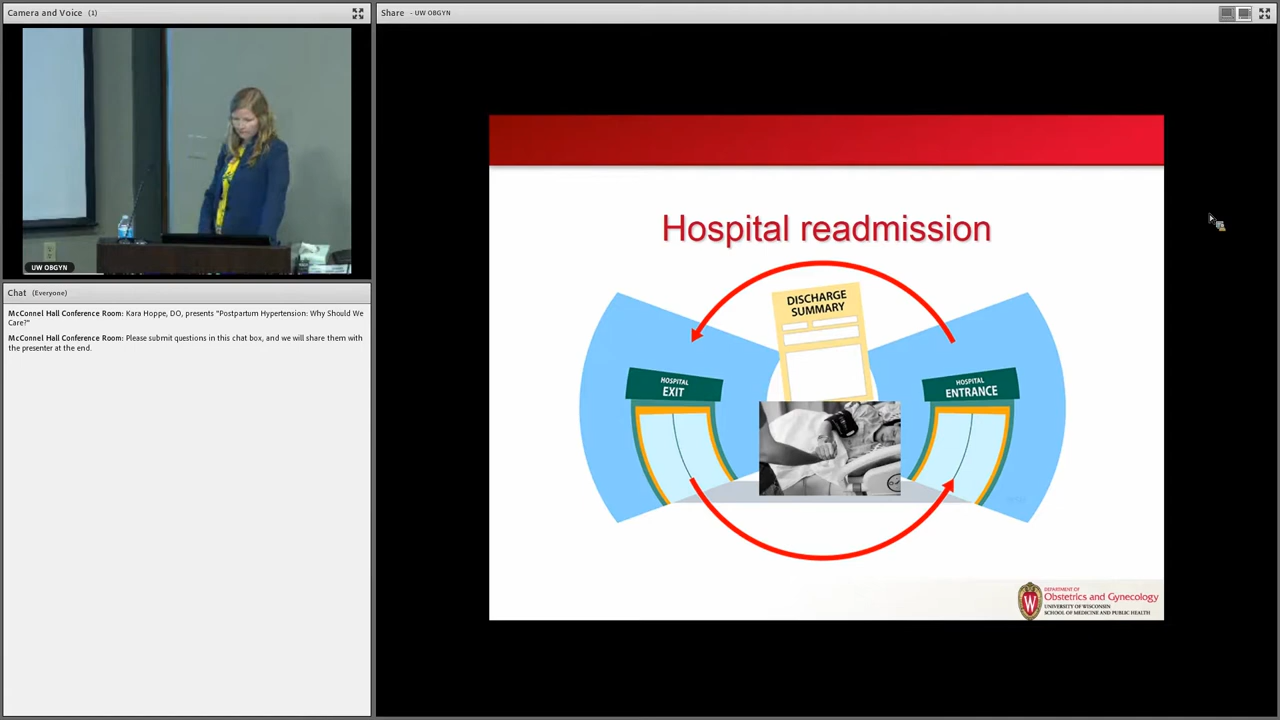 Camera and Voice (1)
UW OBGYN
Chat (Everyone)
McConnel Hall Conference Room: Kara Hoppe, DO, presents "Postpartum Hypertension: Why Should We
Care?"
McConnel Hall Conference Room: Please submit questions in this chat box, and we will share them with
the presenter at the end.
Share - UW OBGYN
Hospital readmission
DISCHARGE
SUMMARY
HOSPITAL
EXIT
HOSPITAL
ENTRANCE
W
DEPARTMENT OF
Obstetrics and Gynecology
UNIVERSITY OF WISCONSIN
SCHOOL OF MEDICINE AND PUBLIC HEALTH